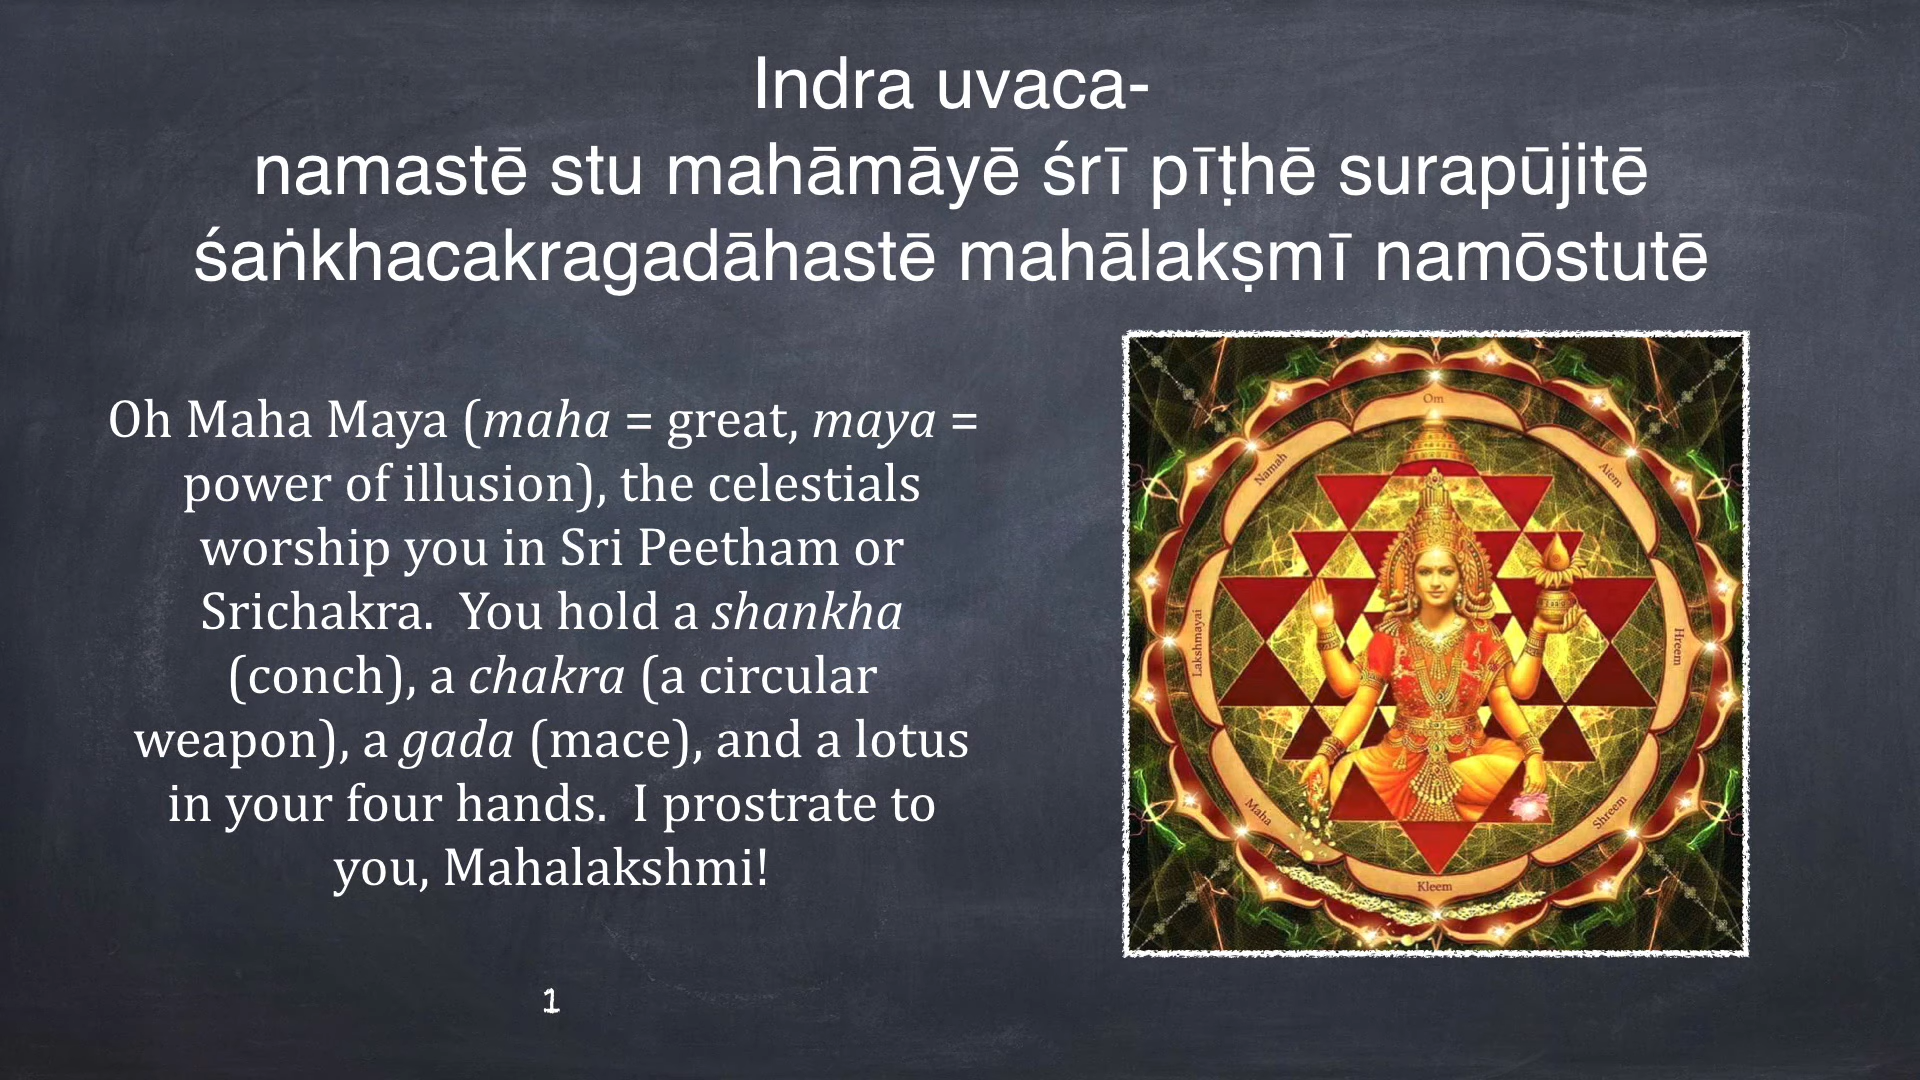 Indra uvaca-
namastē stu mahāmāyē śrī pīṭhē surapūjitē
śaṅkhacakragadāhastē mahālakṣmī namōstutē
Oh Maha Maya (maha = great, maya =
power of illusion), the celestials
worship you in Sri Peetham or
Srichakra.  You hold a shankha
(conch), a chakra (a circular
weapon), a gada (mace), and a lotus
in your four hands.  I prostrate to
you, Mahalakshmi!
Om
Aiem
Hreem
Shreem
Kleem
Maha
Lakshmayai
Namah
1